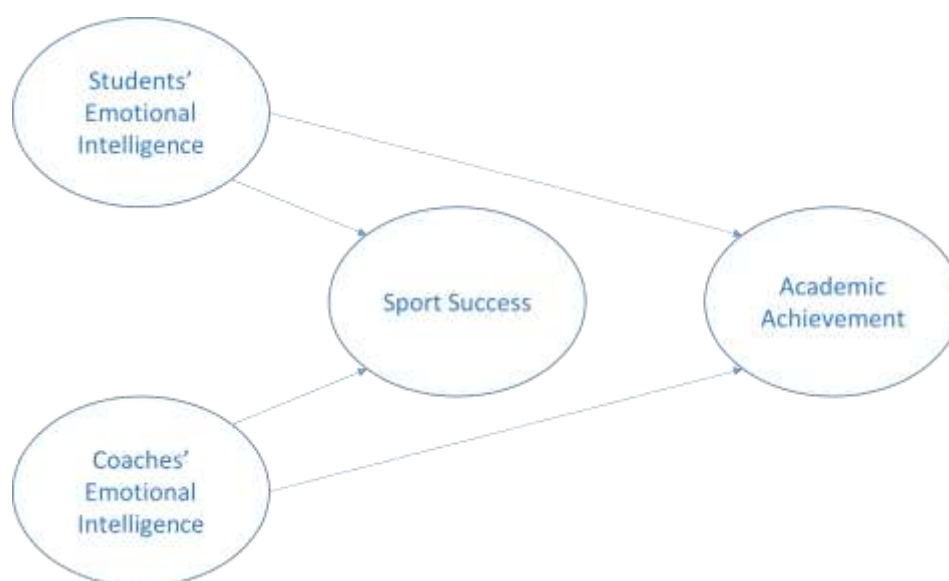 Students’
Emotional
Intelligence
Sport Success
Academic
Achievement
Coaches’
Emotional
Intelligence